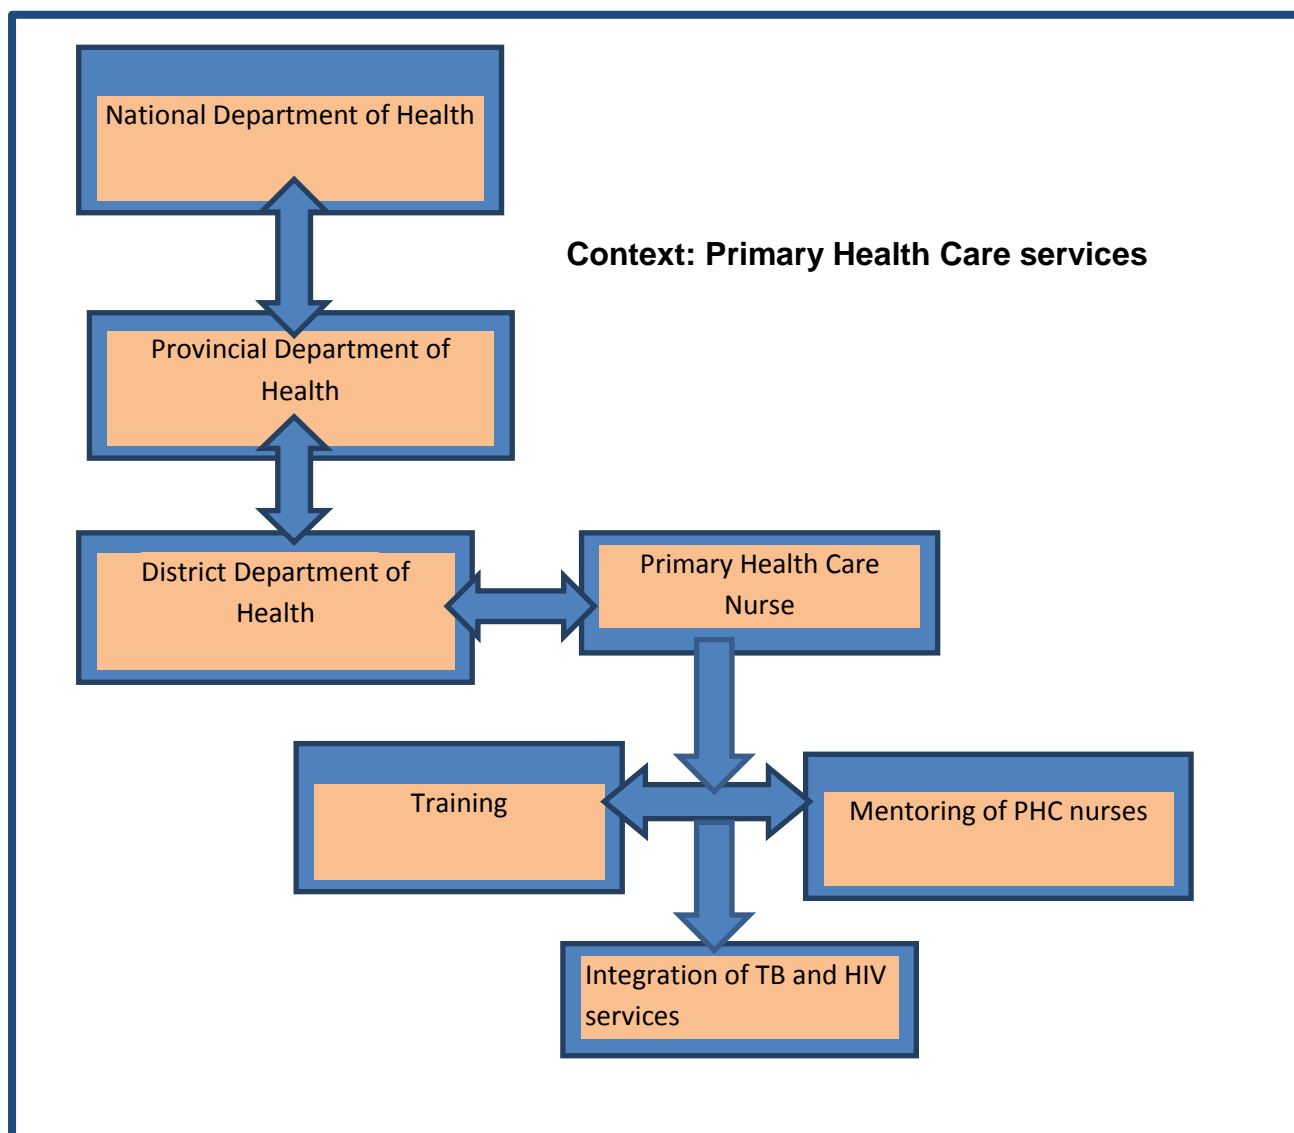 National Department of Health
Context: Primary Health Care services
Provincial Department of
Health
District Department of
Health
Primary Health Care
Nurse
Training
Mentoring of PHC nurses
Integration of TB and HIV
services